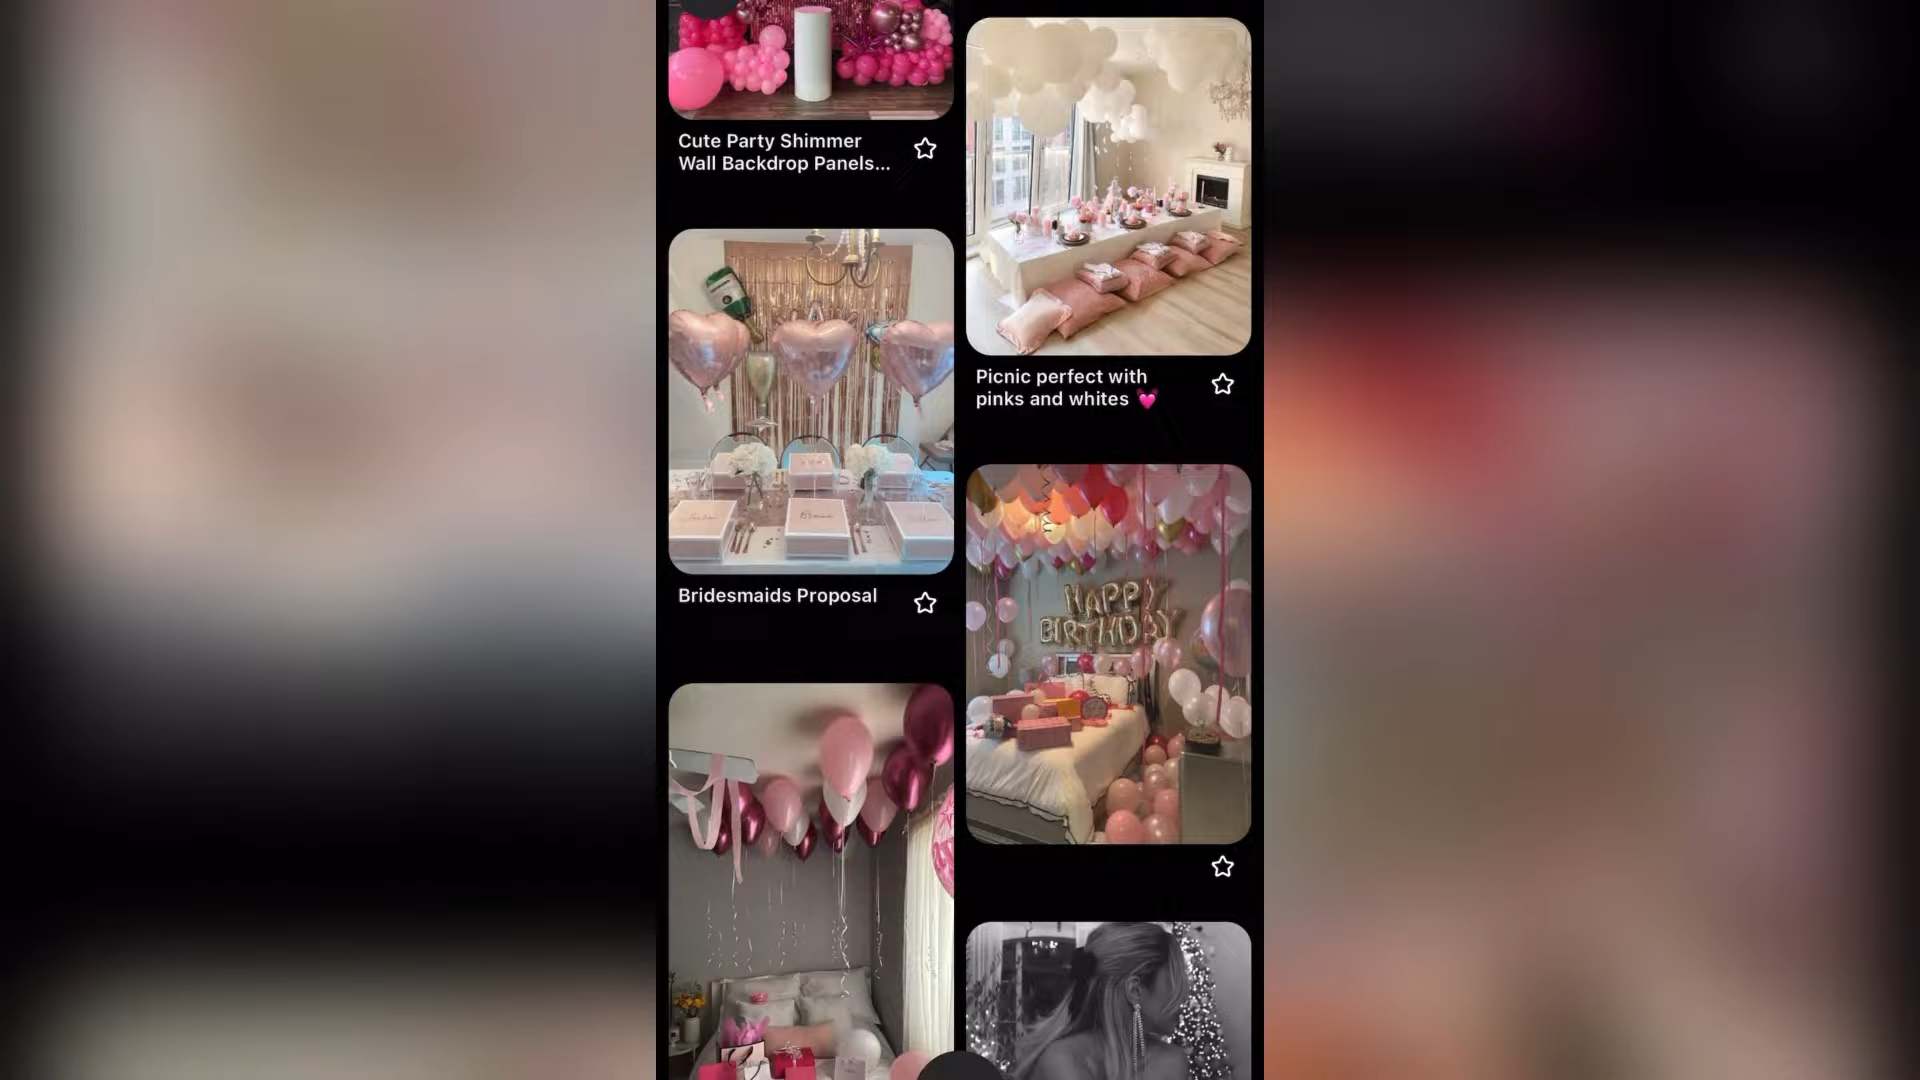 Cute Party Shimmer
Wall Backdrop Panels...
Bridesmaids Proposal
Picnic perfect with
pinks and whites 💓
HAPPY
BIRTHDAY